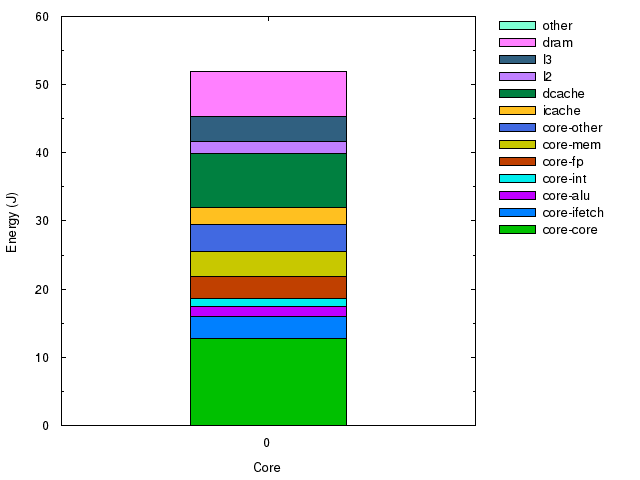 60
50
40
30
20
10
0
Energy (J)
0
Core
other
dram
l3
l2
dcache
icache
core-other
core-mem
core-fp
core-int
core-alu
core-ifetch
core-core